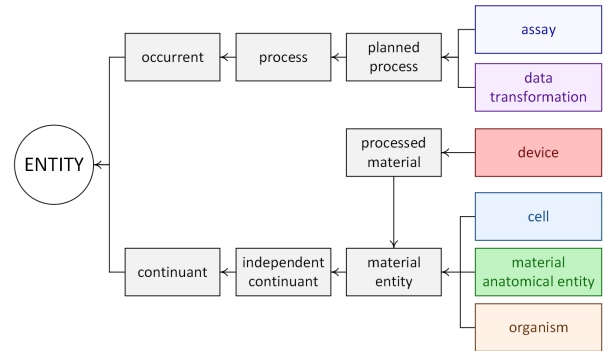 assay
occurrent
process
planned
process
data
transformation
ENTITY
processed
material
device
cell
continuant
independent
continuant
material
entity
material
anatomical entity
organism